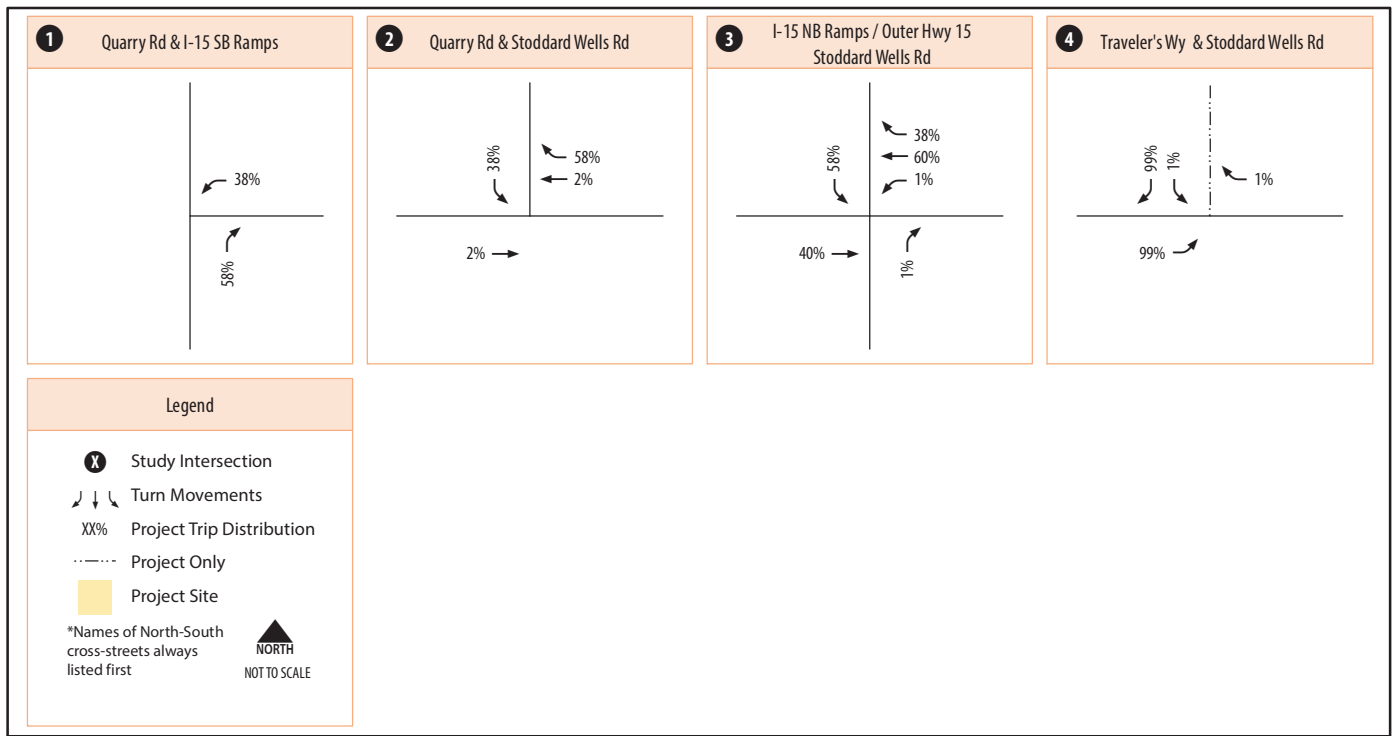 1
Quarry Rd & I-15 SB Ramps
38%
58%
2
Quarry Rd & Stoddard Wells Rd
38%
58%
2%
2%
3
I-15 NB Ramps / Outer Hwy 15
Stoddard Wells Rd
58%
38%
60%
1%
40%
1%
4
Traveler's Wy & Stoddard Wells Rd
99%
1%
1%
99%
Legend
X Study Intersection
Turn Movements
XX% Project Trip Distribution
Project Only
Project Site
*Names of North-South
cross-streets always
listed first
NORTH
NOT TO SCALE